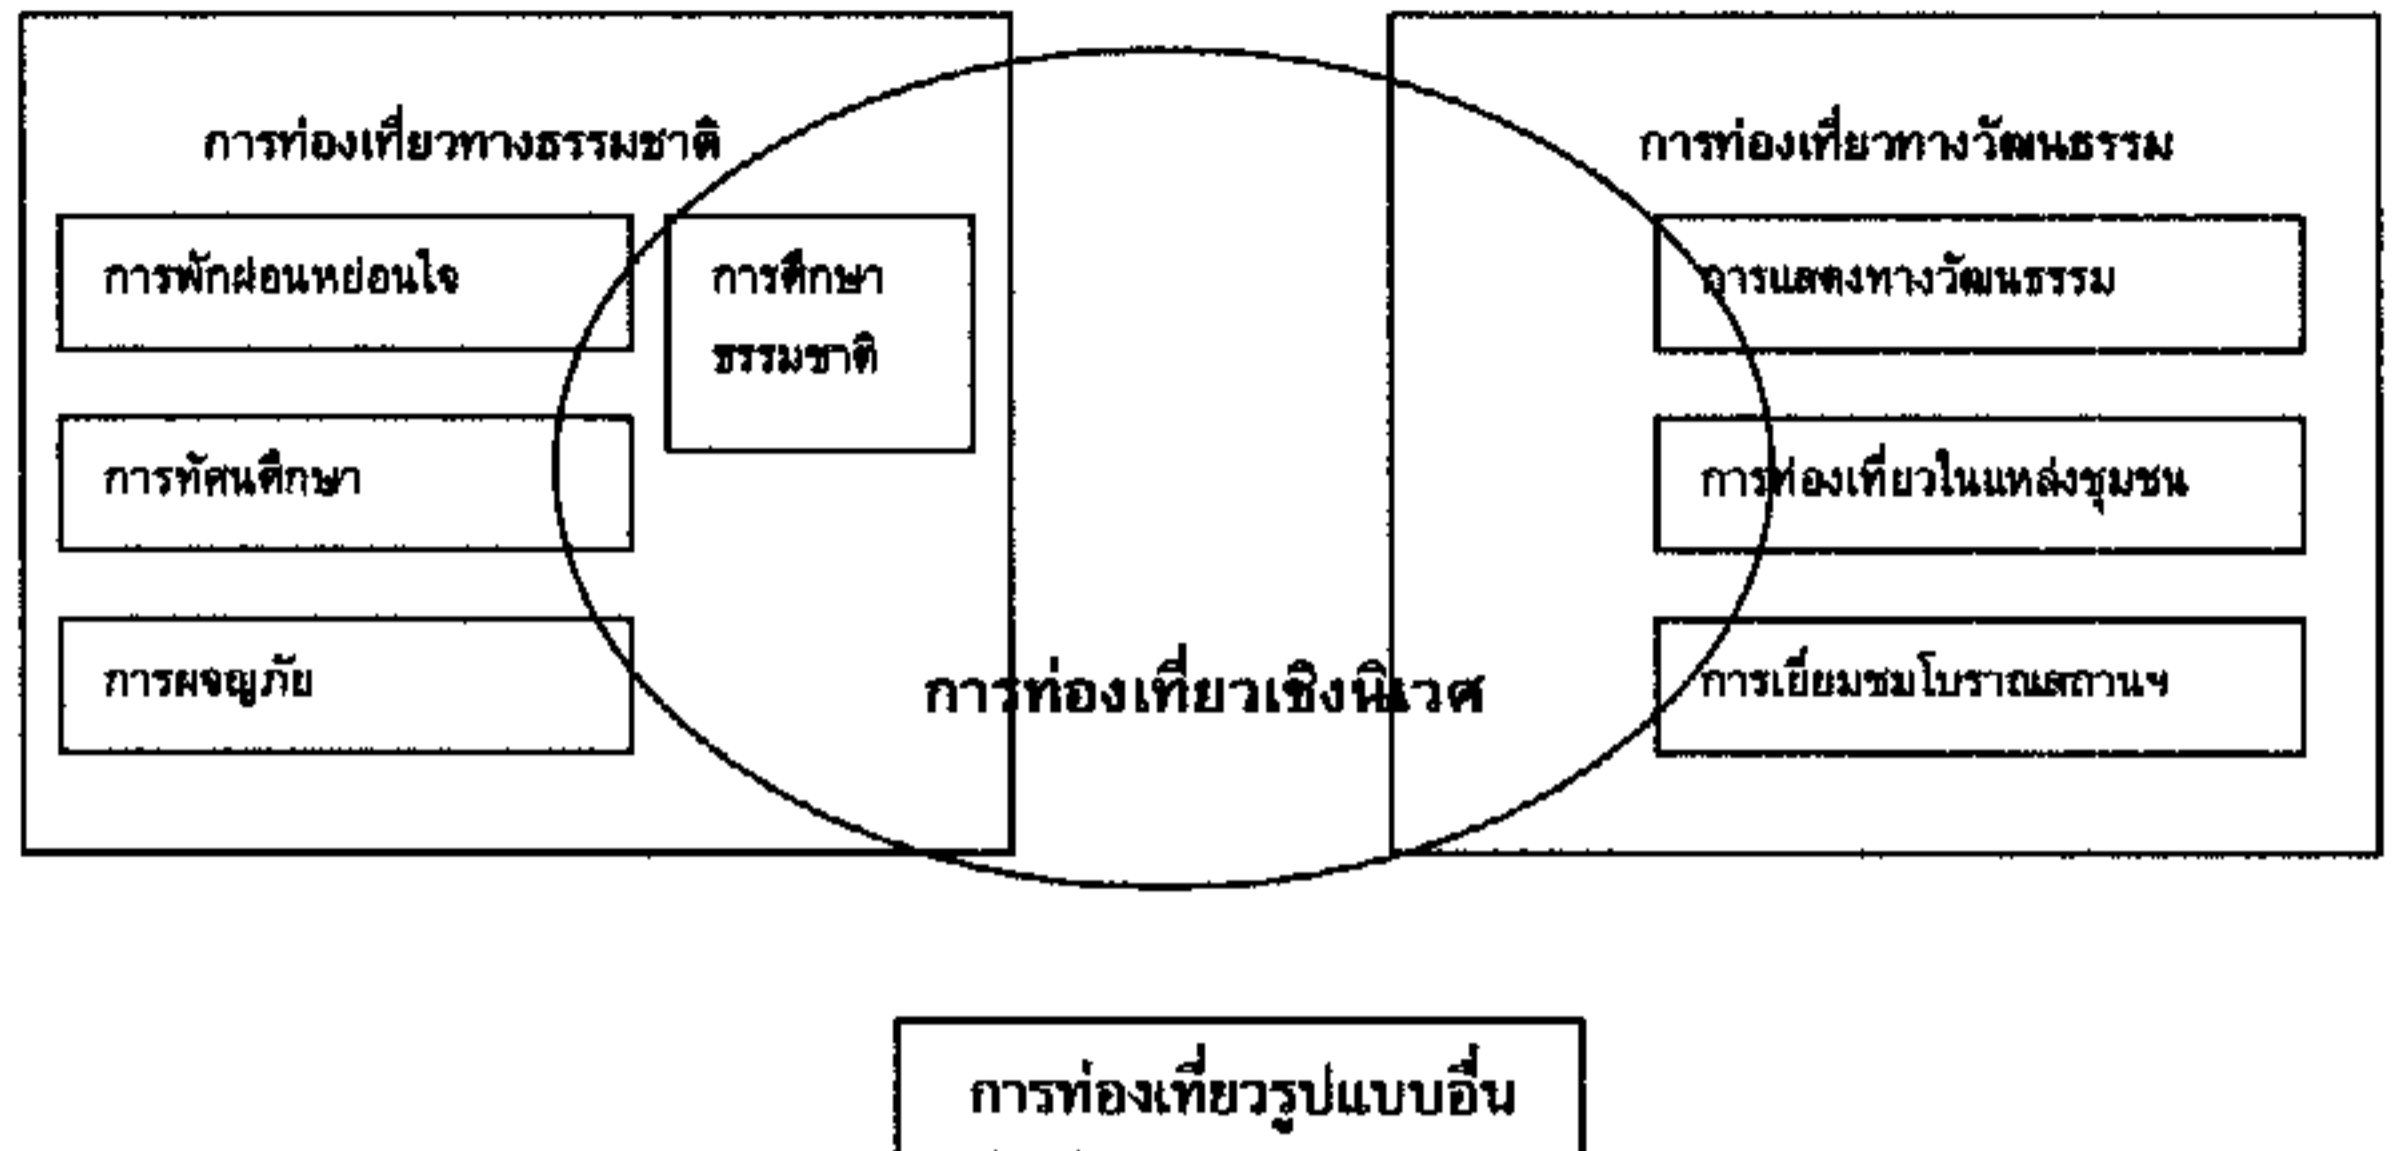 การท่องเที่ยวทางธรรมชาติ
การพักผ่อนหย่อนใจ
การศึกษา
ธรรมชาติ
การทัศนศึกษา
การผจญภัย
การท่องเที่ยวเชิงนิเวศ
การท่องเที่ยวทางวัฒนธรรม
การแสดงทางวัฒนธรรม
การท่องเที่ยวในแหล่งชุมชน
การเยี่ยมชมโบราณสถานฯ
การท่องเที่ยวรูปแบบอื่น